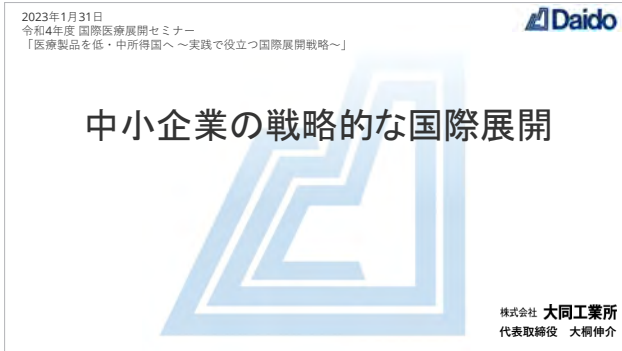 2023年1月31日
令和4年度 国際医療展開セミナー
「医療製品を低・中所得国へ ～実践で役立つ国際展開戦略～」
Daido
中小企業の戦略的な国際展開
株式会社 大同工業所
代表取締役 大桐伸介